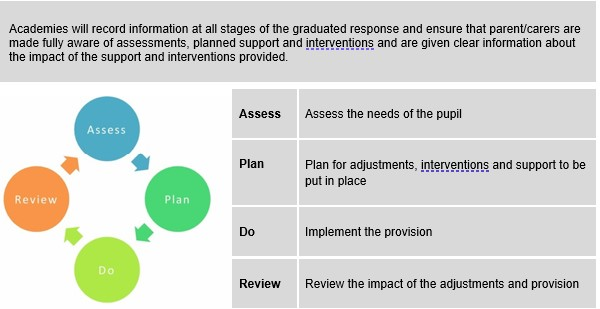 Academies will record information at all stages of the graduated response and ensure that parent/carers are
made fully aware of assessments, planned support and interventions and are given clear information about
the impact of the support and interventions provided.
Assess
Plan
Do
Review
Assess Assess the needs of the pupil
Plan Plan for adjustments, interventions and support to be
put in place
Do Implement the provision
Review Review the impact of the adjustments and provision